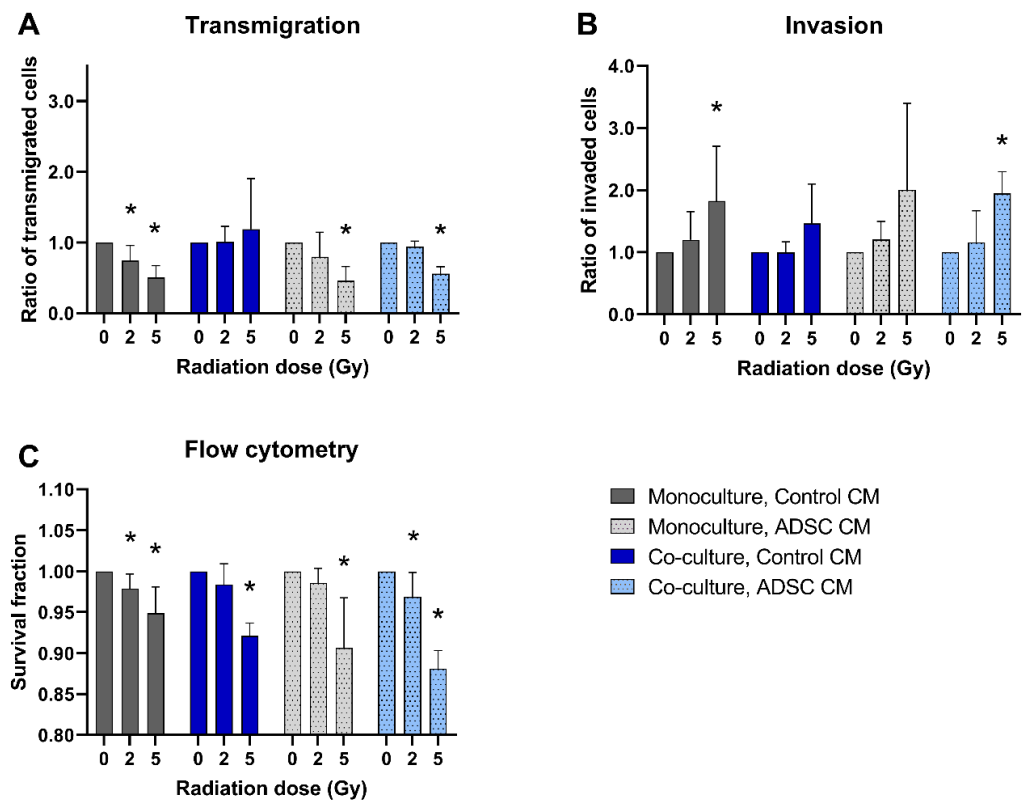 A
Transmigration
Ratio of transmigrated cells
3.0
2.0
1.0
0.0
0 2 5 0 2 5 0 2 5 0 2 5
* * * *
Radiation dose (Gy)
B
Invasion
Ratio of invaded cells
4.0
3.0
2.0
1.0
0.0
0 2 5 0 2 5 0 2 5 0 2 5
* *
Radiation dose (Gy)
C
Flow cytometry
Survival fraction
1.10
1.05
1.00
0.95
0.90
0.85
0.80
0 2 5 0 2 5 0 2 5 0 2 5
* * * * * *
Radiation dose (Gy)
Monoculture, Control CM
Monoculture, ADSC CM
Co-culture, Control CM
Co-culture, ADSC CM